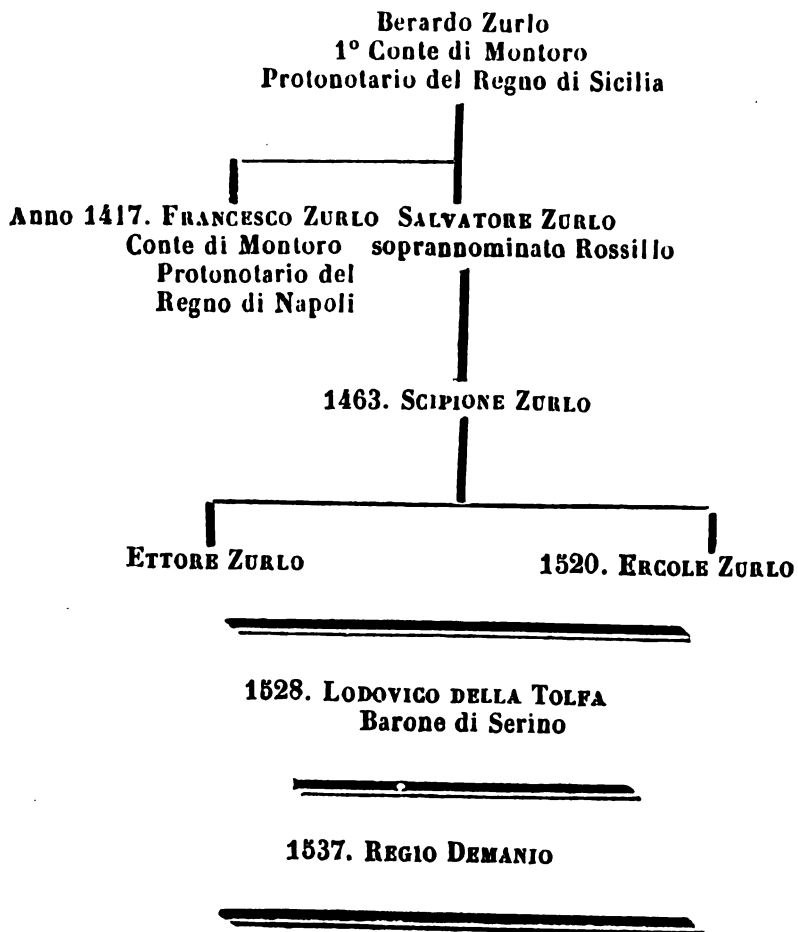 Berardo Zurlo
1º Conte di Montoro
Protonotario del Regno di Sicilia
Anno 1417. FRANCESCO ZURLO SALVATORE ZURLO
Conte di Montoro soprannominato Rossillo
Protonotario del
Regno di Napoli
1463. SCIPIONE ZURLO
ETTORE ZURLO 1520. ERCOLE ZURLO
1528. LODOVICO DELLA TOLFA
Barone di Serino
1537. REGIO DEMANIO